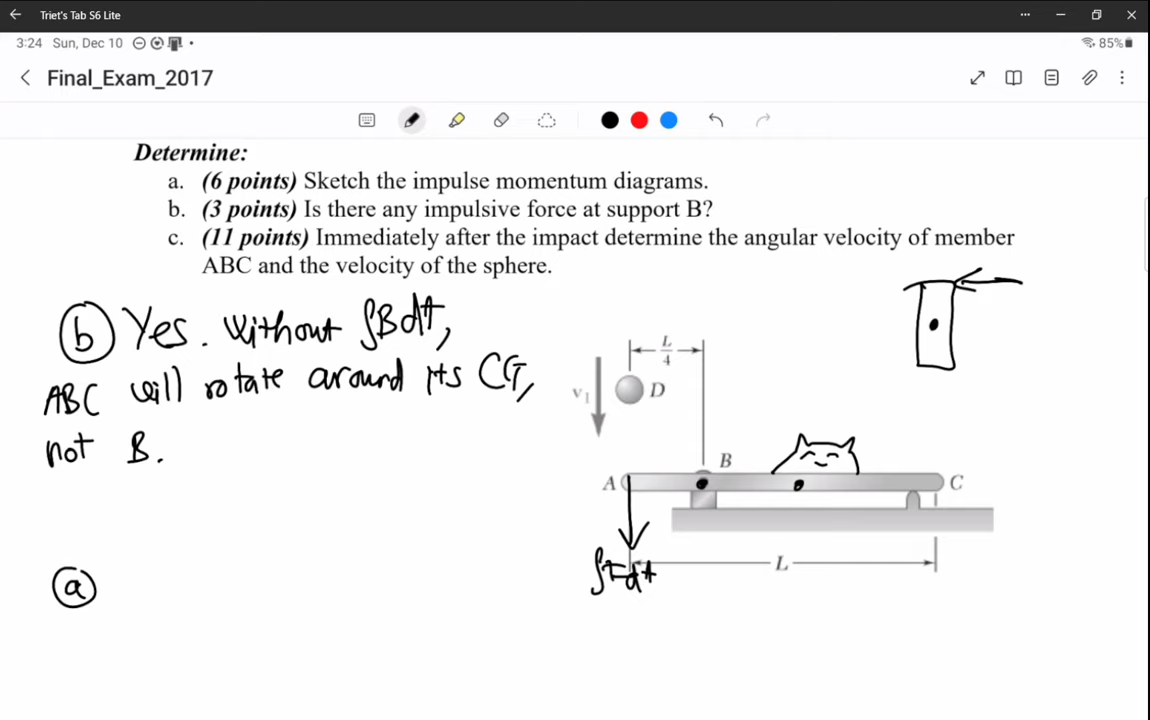 Triet's Tab S6 Lite
3:24 Sun, Dec 10
85%
Final_Exam_2017
Determine:
a. (6 points) Sketch the impulse momentum diagrams.
b. (3 points) Is there any impulsive force at support B?
c. (11 points) Immediately after the impact determine the angular velocity of member
ABC and the velocity of the sphere.
b Yes. Without ∫Bdt,
ABC will rotate around its CG,
not B.
L/4
v₁
D
B
A
C
∫Fdt
L
a